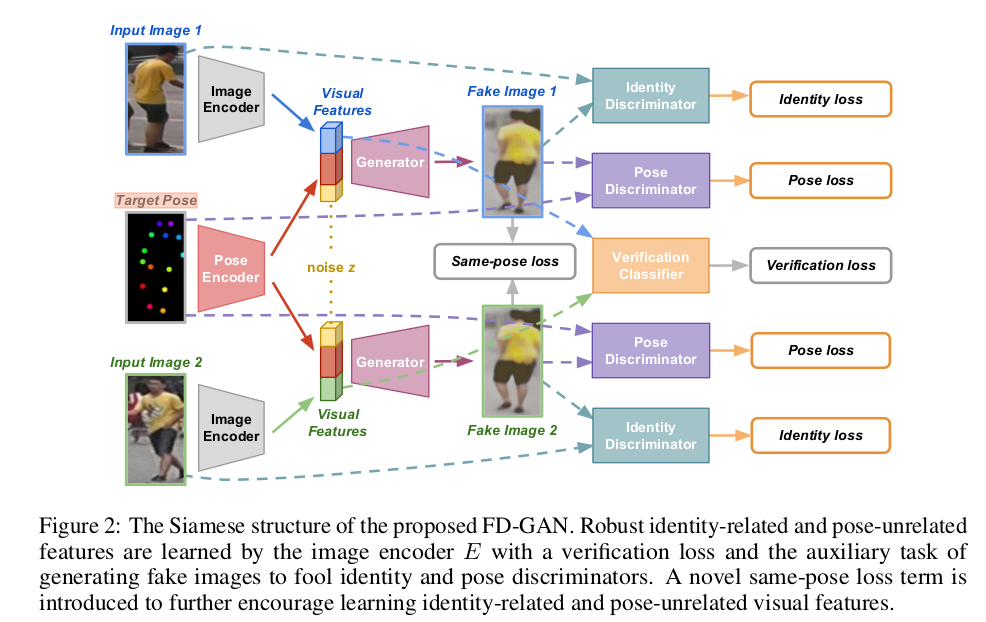 Input Image 1
Image
Encoder
Visual
Features
Fake Image 1
Identity
Discriminator
Identity loss
Generator
Pose
Discriminator
Pose loss
Target Pose
Pose
Encoder
noise z
Same-pose loss
Verification
Classifier
Verification loss
Input Image 2
Image
Encoder
Generator
Visual
Features
Fake Image 2
Pose
Discriminator
Pose loss
Identity
Discriminator
Identity loss
Figure 2: The Siamese structure of the proposed FD-GAN. Robust identity-related and pose-unrelated
features are learned by the image encoder E with a verification loss and the auxiliary task of
generating fake images to fool identity and pose discriminators. A novel same-pose loss term is
introduced to further encourage learning identity-related and pose-unrelated visual features.